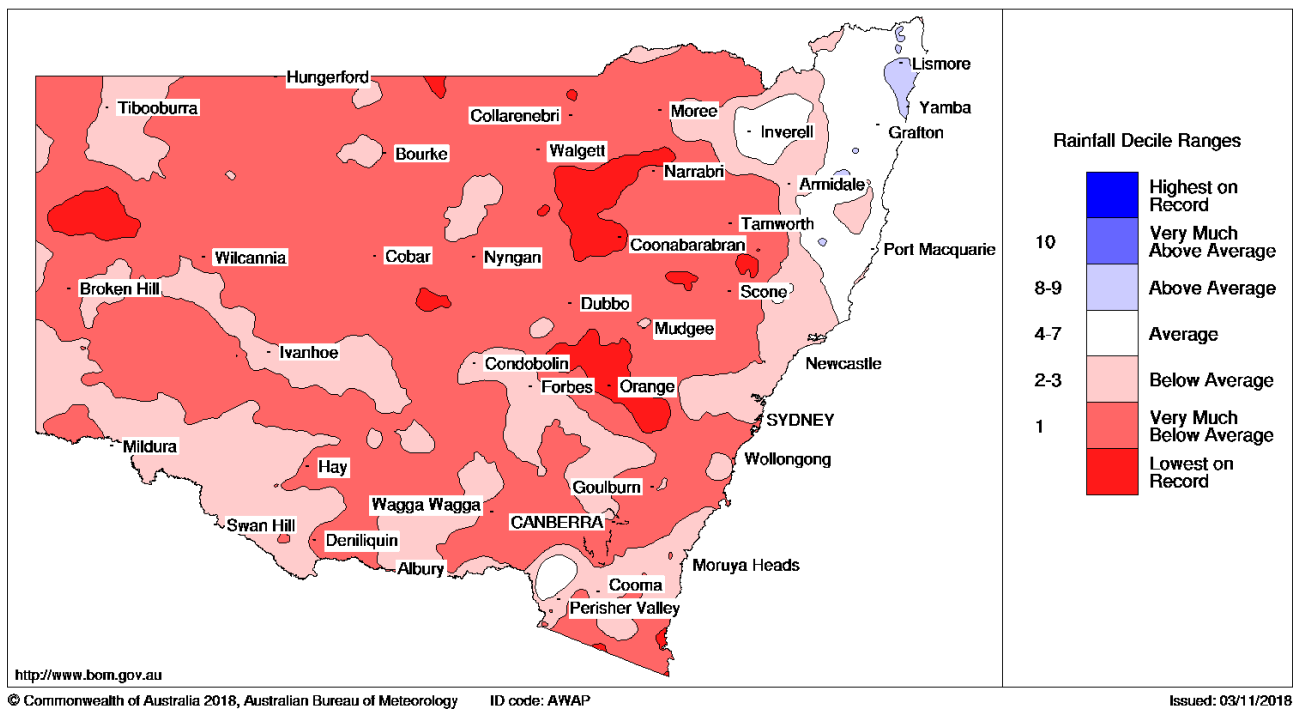 Hungerford
Lismore
Tibooburra
Collarenebri
Moree
Yamba
Inverell
Grafton
Bourke
Walgett
Narrabri
Armidale
Tamworth
Coonabarabran
Port Macquarie
Wilcannia
Cobar
Nyngan
Broken Hill
Scone
Dubbo
Mudgee
Ivanhoe
Condobolin
Newcastle
Forbes
Orange
SYDNEY
Mildura
Hay
Wollongong
Goulburn
Wagga Wagga
Swan Hill
CANBERRA
Deniliquin
Albury
Moruya Heads
Cooma
Perisher Valley
http://www.bom.gov.au
Rainfall Decile Ranges
Highest on
Record
10
Very Much
Above Average
8-9
Above Average
4-7
Average
2-3
Below Average
1
Very Much
Below Average
Lowest on
Record
© Commonwealth of Australia 2018, Australian Bureau of Meteorology
ID code: AWAP
Issued: 03/11/2018